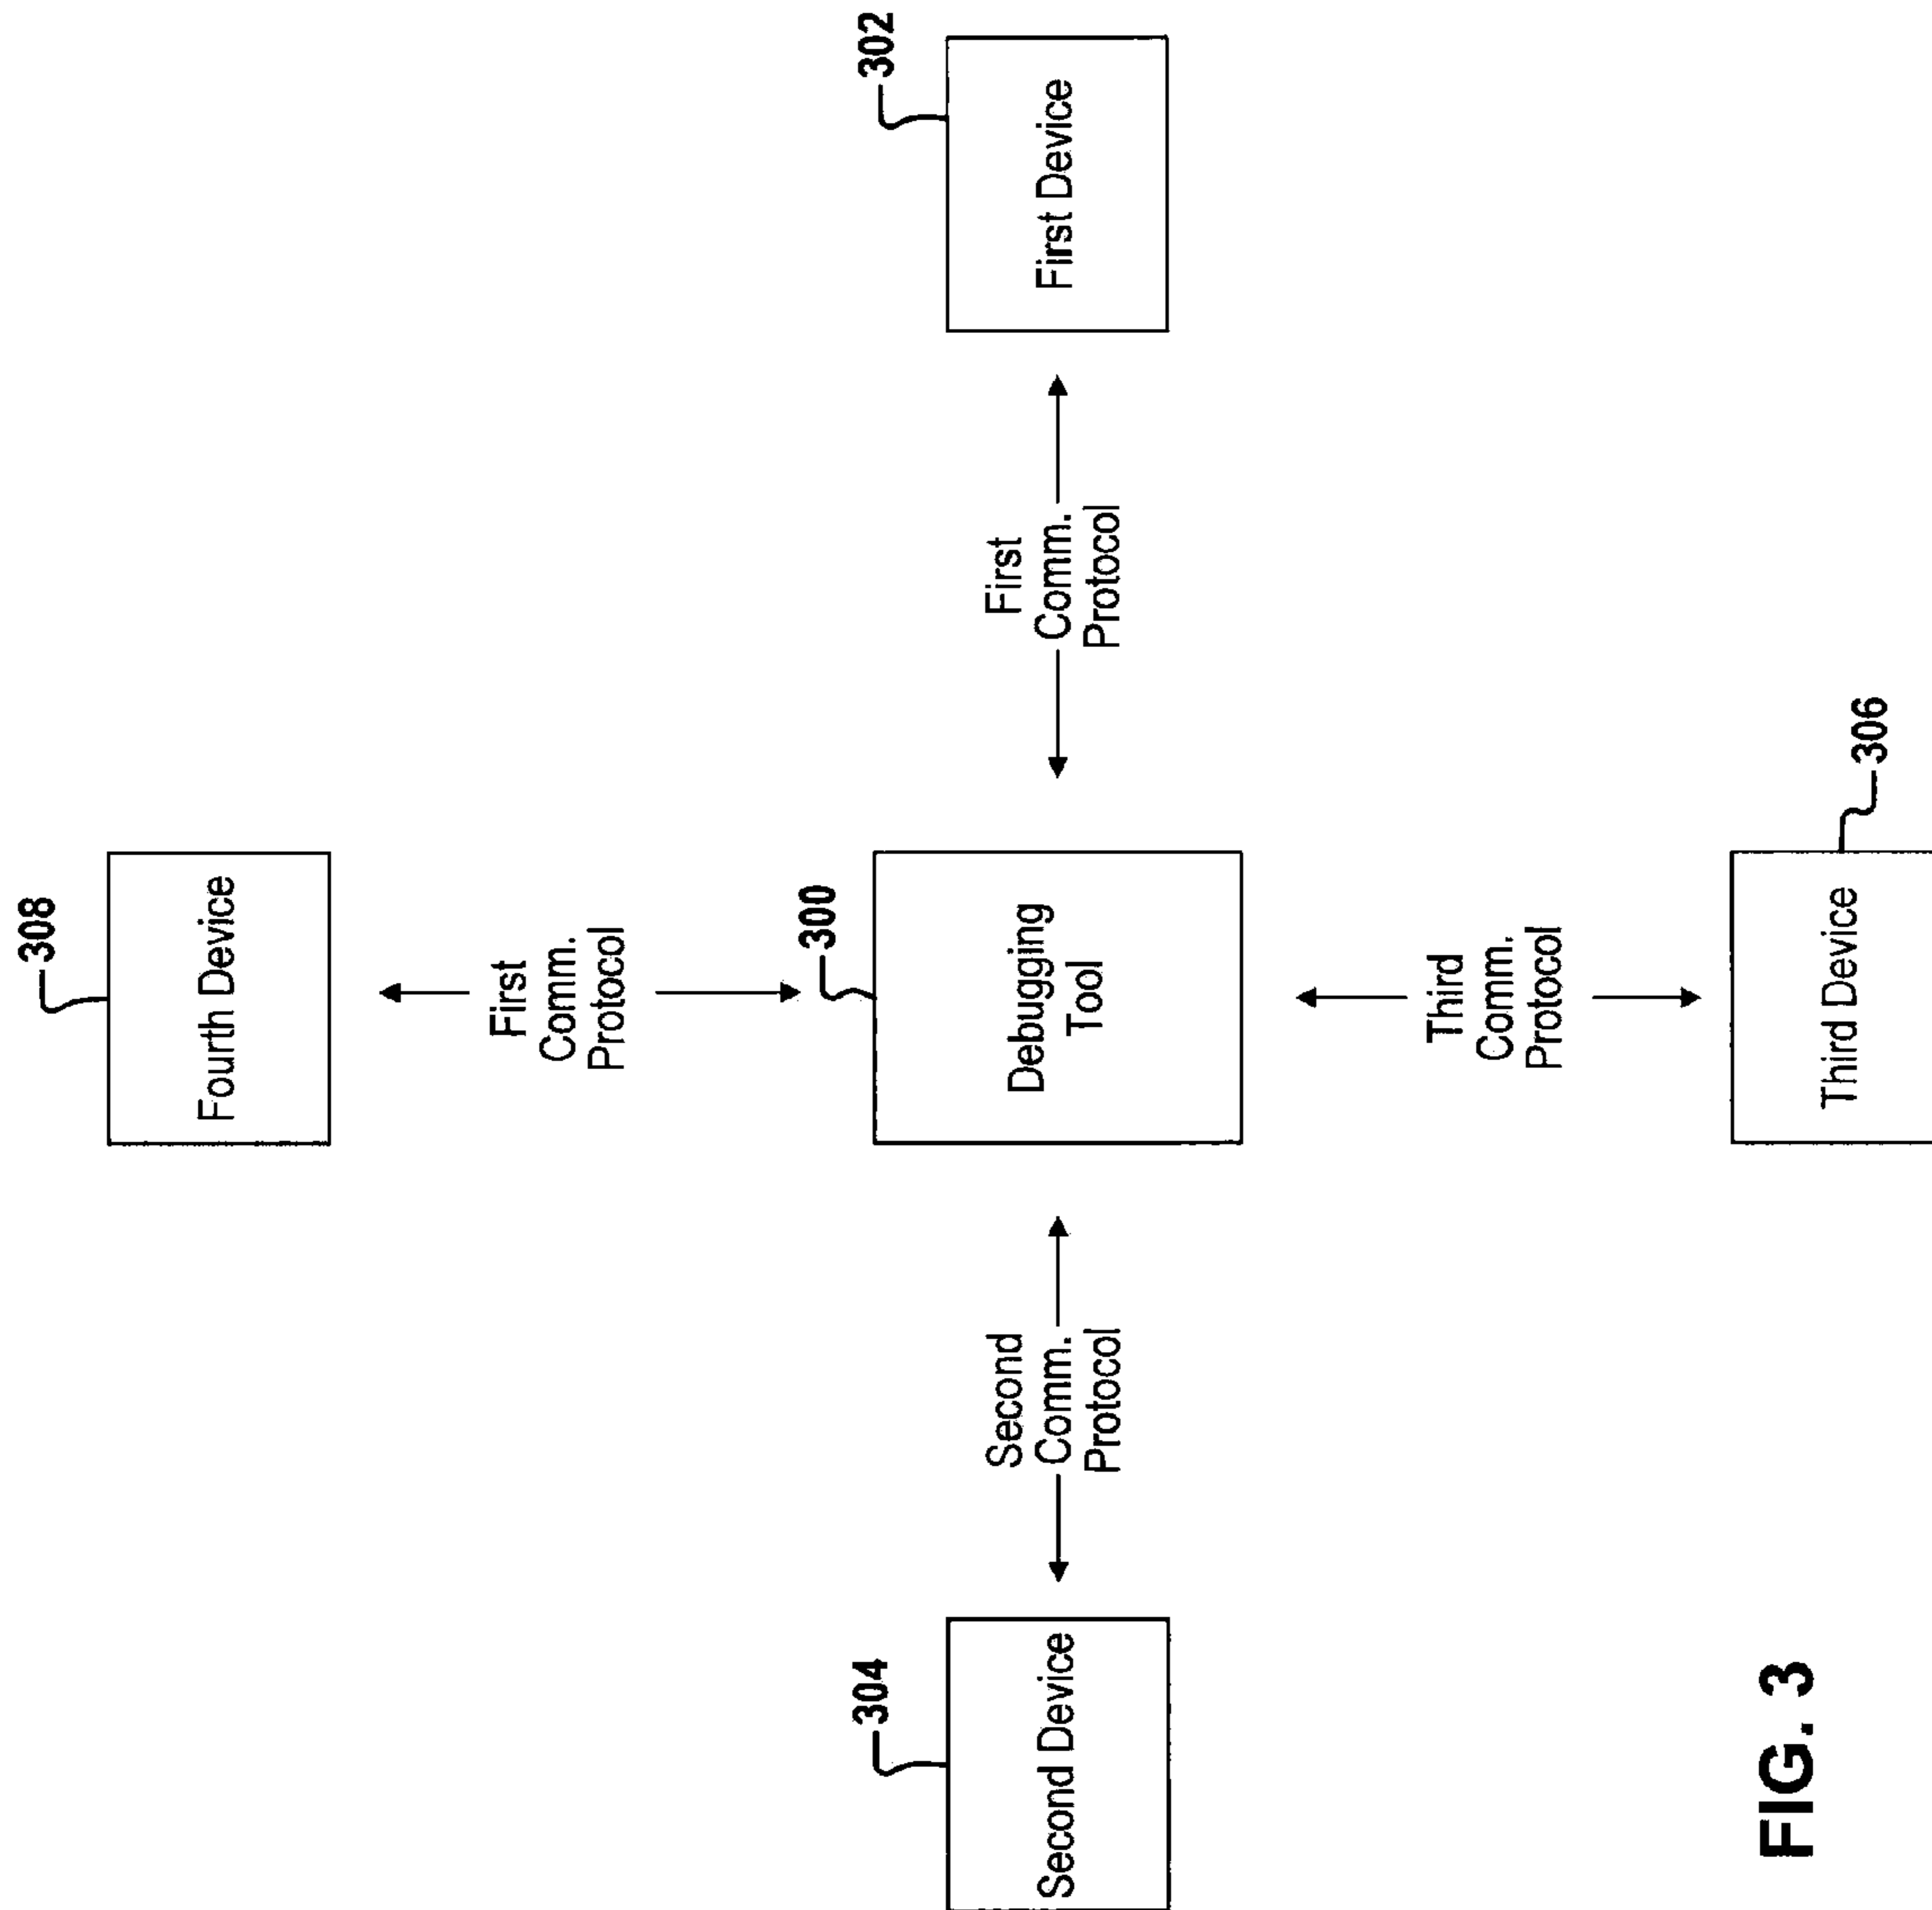 308
Fourth Device
First
Comm.
Protocol
304
Second Device
Second
Comm.
Protocol
300
Debugging
Tool
First
Comm.
Protocol
302
First Device
Third
Comm.
Protocol
Third Device
306
FIG. 3